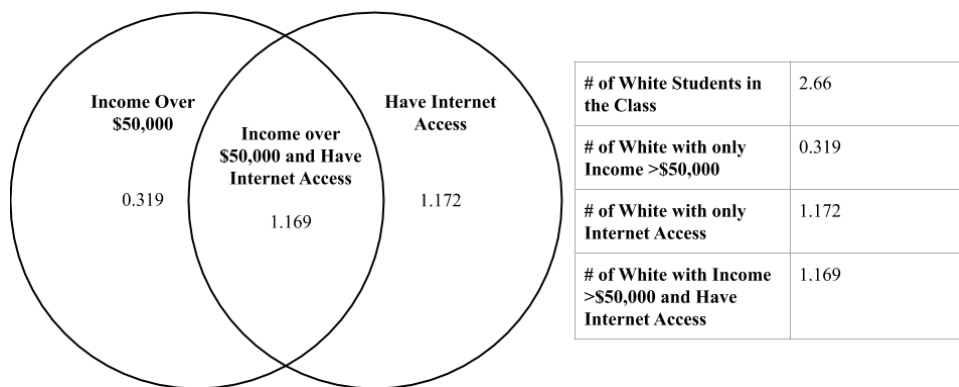 Income Over
$50,000
0.319
Income over
$50,000 and Have
Internet Access
1.169
Have Internet
Access
1.172
# of White Students in
the Class
2.66
# of White with only
Income >$50,000
0.319
# of White with only
Internet Access
1.172
# of White with Income
>$50,000 and Have
Internet Access
1.169